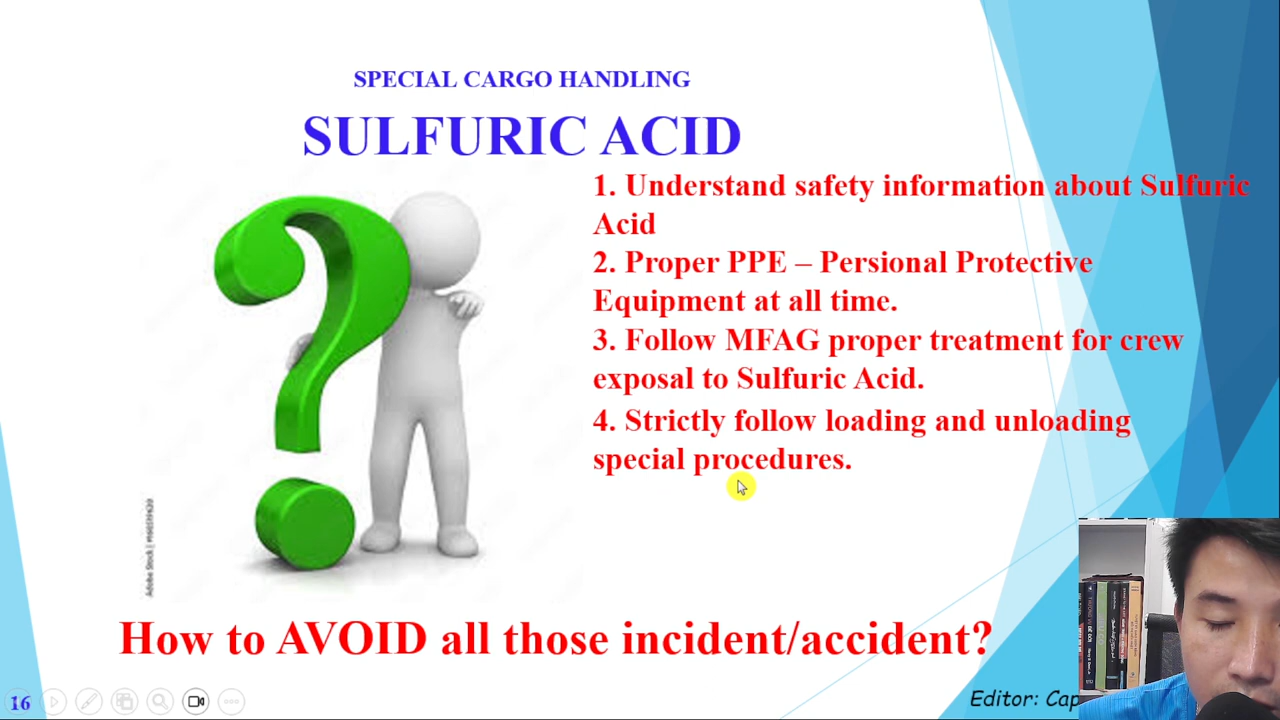 SPECIAL CARGO HANDLING
SULFURIC ACID
1. Understand safety information about Sulfuric
Acid
2. Proper PPE – Persional Protective
Equipment at all time.
3. Follow MFAG proper treatment for crew
exposal to Sulfuric Acid.
4. Strictly follow loading and unloading
special procedures.
Adobe Stock |
How to AVOID all those incident/accident?
16
Editor: Cap